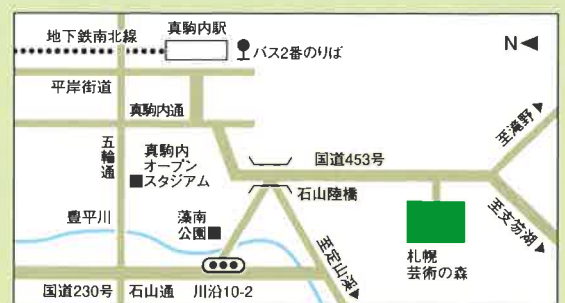 真駒内駅
地下鉄南北線
バス2番のりば
N
平岸街道
真駒内通
五輪通
真駒内
オープン
スタジアム
国道453号
至滝野
石山陸橋
豊平川
藻南
公園
至定山渓
至支笏湖
札幌
芸術の森
国道230号
石山通
川沿10-2